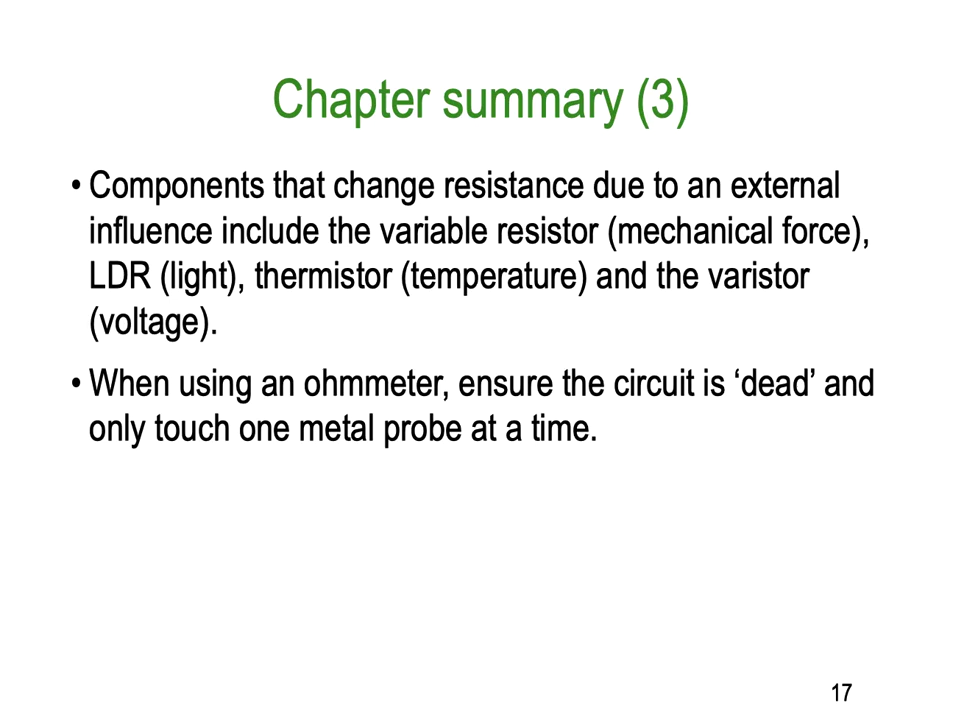 Chapter summary (3)
• Components that change resistance due to an external
influence include the variable resistor (mechanical force),
LDR (light), thermistor (temperature) and the varistor
(voltage).
• When using an ohmmeter, ensure the circuit is ‘dead’ and
only touch one metal probe at a time.
17